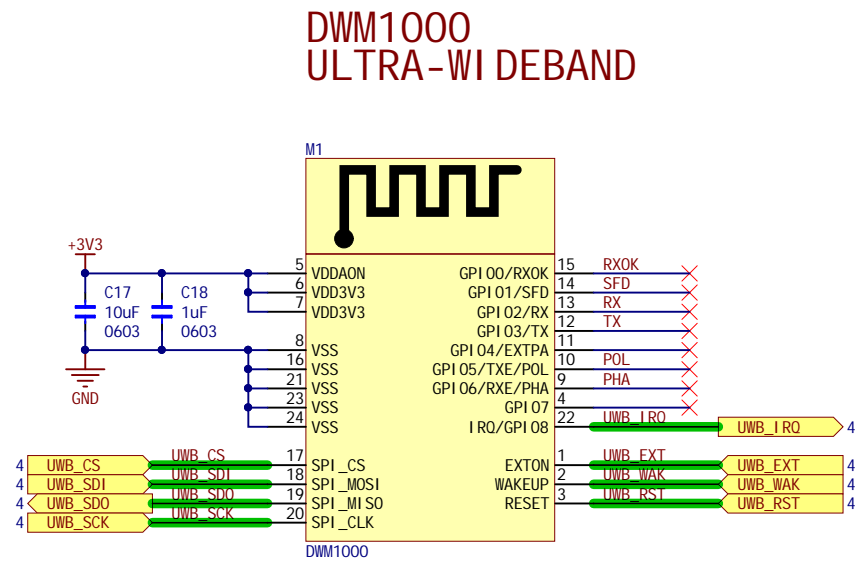 DWM1000
ULTRA-WIDEBAND
M1
+3V3
C17
10uF
0603
C18
1uF
0603
GND
5 VDDAON
6 VDD3V3
7 VDD3V3
8 VSS
16 VSS
21 VSS
23 VSS
24 VSS
17 SPI_CS
18 SPI_MOSI
19 SPI_MISO
20 SPI_CLK
GPIO0/RXOK 15 RXOK
GPIO1/SFD 14 SFD
GPIO2/RX 13 RX
GPIO3/TX 12 TX
GPIO4/EXTPA 11
GPIO5/TXE/POL 10 POL
GPIO6/RXE/PHA 9 PHA
GPIO7 4
IRQ/GPIO8 22 UWB_IRQ UWB_IRQ 4
EXTON 1 UWB_EXT UWB_EXT 4
WAKEUP 2 UWB_WAK UWB_WAK 4
RESET 3 UWB_RST UWB_RST 4
4 UWB_CS UWB_CS
4 UWB_SDI UWB_SDI
4 UWB_SDO UWB_SDO
4 UWB_SCK UWB_SCK
DWM1000